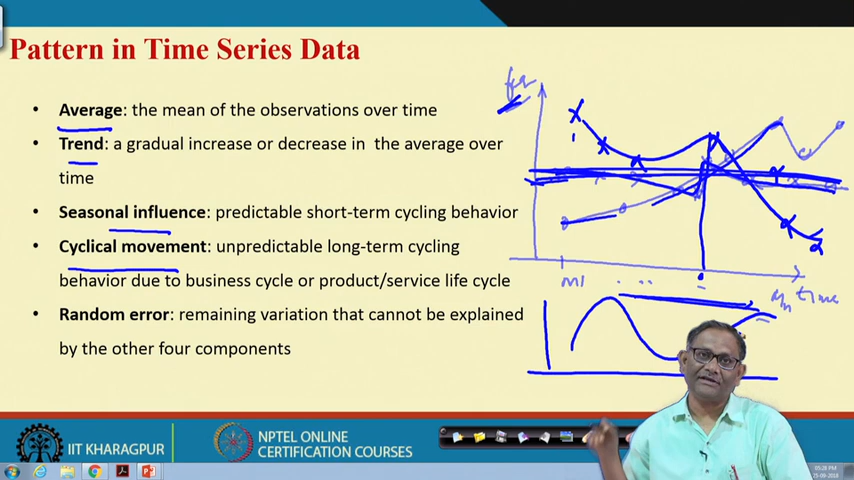 Pattern in Time Series Data
• Average: the mean of the observations over time
• Trend: a gradual increase or decrease in the average over
time
• Seasonal influence: predictable short-term cycling behavior
• Cyclical movement: unpredictable long-term cycling
behavior due to business cycle or product/service life cycle
• Random error: remaining variation that cannot be explained
by the other four components
m1
time
IIT KHARAGPUR
NPTEL ONLINE
CERTIFICATION COURSES